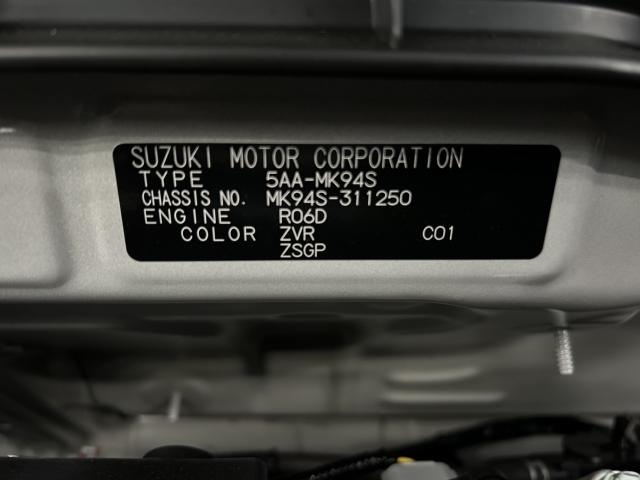 SUZUKI MOTOR CORPORATION
TYPE 5AA-MK94S
CHASSIS NO. MK94S-311250
ENGINE R06D
COLOR ZVR C01
ZSGP